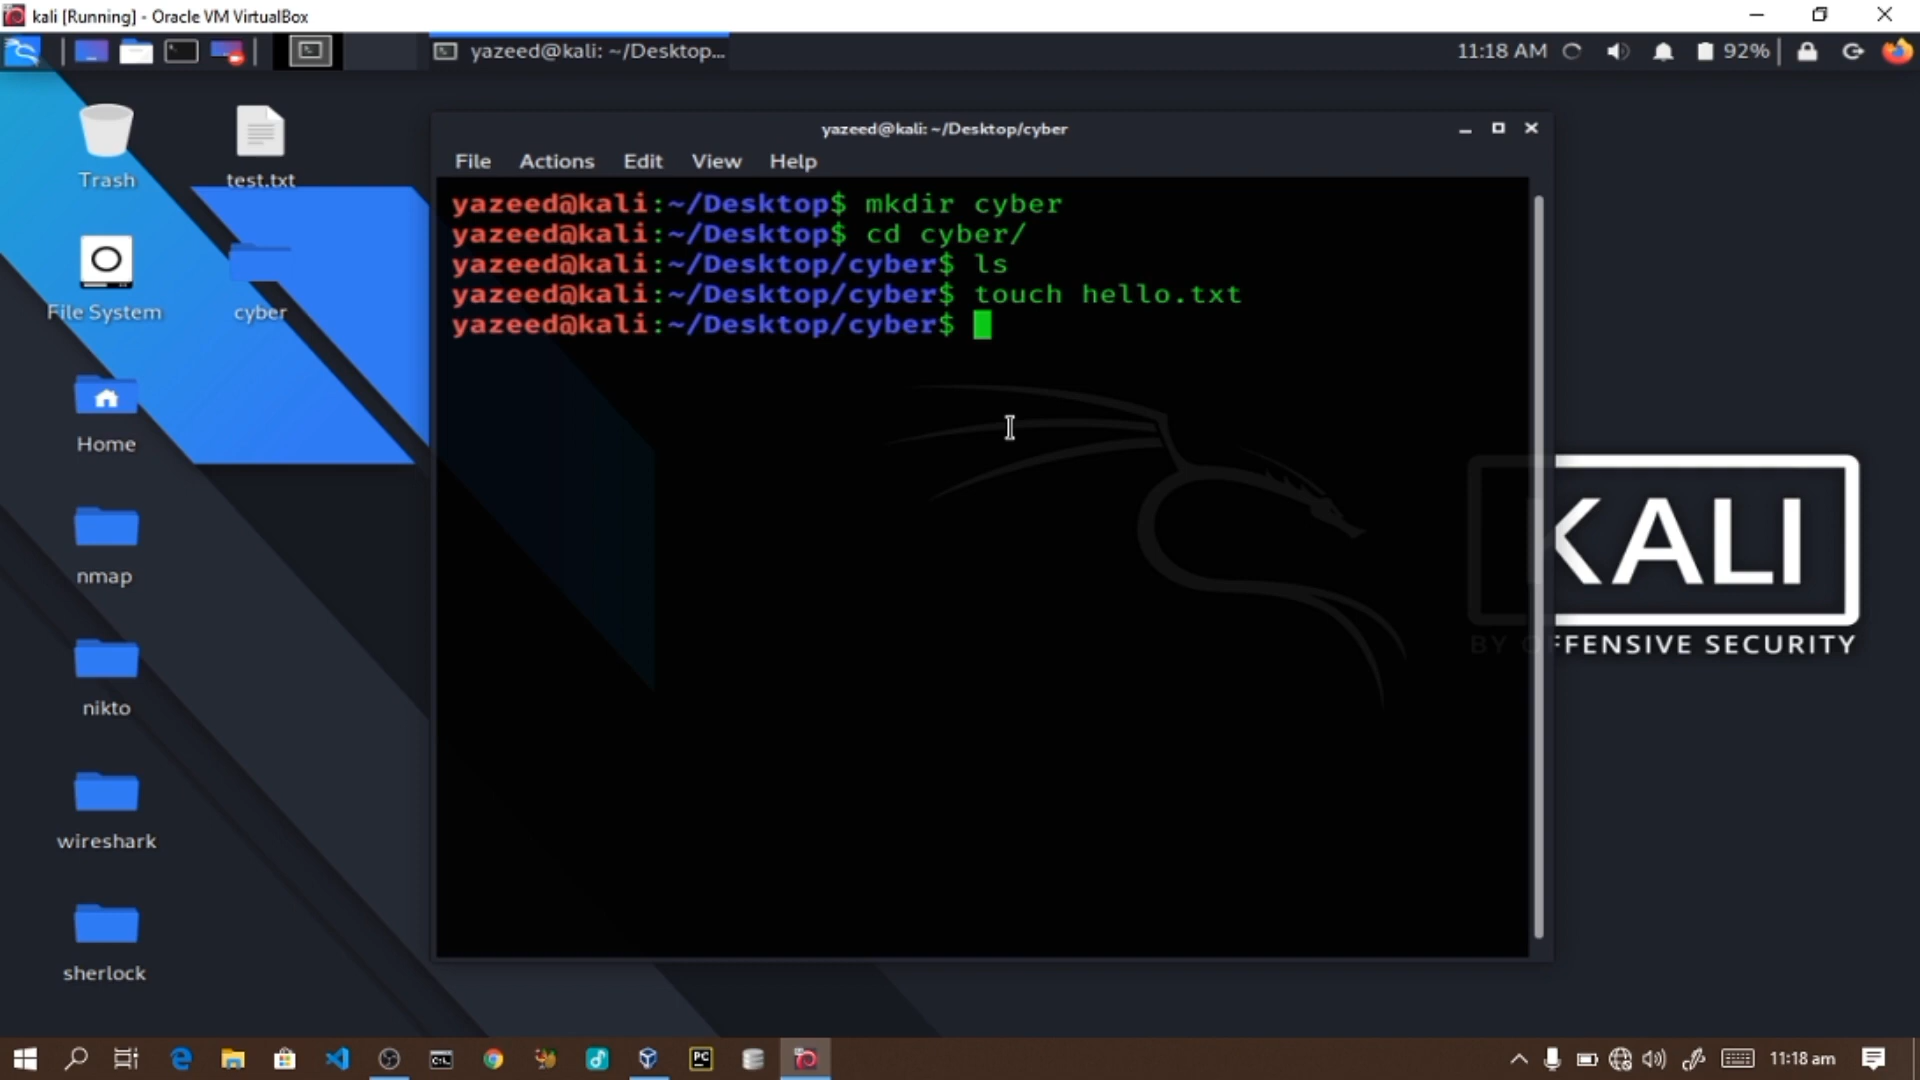 kali [Running] - Oracle VM VirtualBox
yazeed@kali: ~/Desktop...
11:18 AM
92%
Trash
test.txt
File System
cyber
Home
nmap
nikto
wireshark
sherlock
yazeed@kali: ~/Desktop/cyber
File Actions Edit View Help
yazeed@kali:~/Desktop$ mkdir cyber
yazeed@kali:~/Desktop$ cd cyber/
yazeed@kali:~/Desktop/cyber$ ls
yazeed@kali:~/Desktop/cyber$ touch hello.txt
yazeed@kali:~/Desktop/cyber$
KALI
BY OFFENSIVE SECURITY
C:\
PC
11:18 am